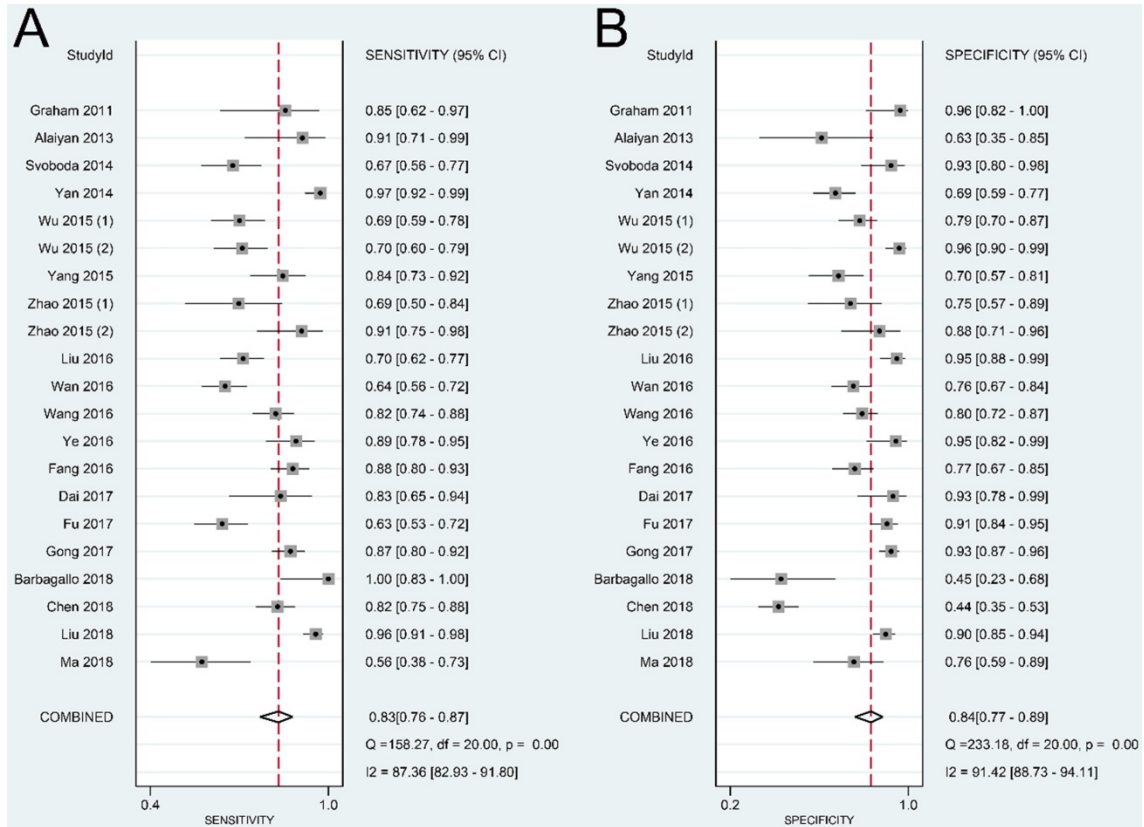 A
StudyId SENSITIVITY (95% CI)
Graham 2011 0.85 [0.62 - 0.97]
Alaiyan 2013 0.91 [0.71 - 0.99]
Svoboda 2014 0.67 [0.56 - 0.77]
Yan 2014 0.97 [0.92 - 0.99]
Wu 2015 (1) 0.69 [0.59 - 0.78]
Wu 2015 (2) 0.70 [0.60 - 0.79]
Yang 2015 0.84 [0.73 - 0.92]
Zhao 2015 (1) 0.69 [0.50 - 0.84]
Zhao 2015 (2) 0.91 [0.75 - 0.98]
Liu 2016 0.70 [0.62 - 0.77]
Wan 2016 0.64 [0.56 - 0.72]
Wang 2016 0.82 [0.74 - 0.88]
Ye 2016 0.89 [0.78 - 0.95]
Fang 2016 0.88 [0.80 - 0.93]
Dai 2017 0.83 [0.65 - 0.94]
Fu 2017 0.63 [0.53 - 0.72]
Gong 2017 0.87 [0.80 - 0.92]
Barbagallo 2018 1.00 [0.83 - 1.00]
Chen 2018 0.82 [0.75 - 0.88]
Liu 2018 0.96 [0.91 - 0.98]
Ma 2018 0.56 [0.38 - 0.73]
COMBINED 0.83[0.76 - 0.87]
Q =158.27, df = 20.00, p = 0.00
I2 = 87.36 [82.93 - 91.80]
0.4 1.0
SENSITIVITY
B
StudyId SPECIFICITY (95% CI)
Graham 2011 0.96 [0.82 - 1.00]
Alaiyan 2013 0.63 [0.35 - 0.85]
Svoboda 2014 0.93 [0.80 - 0.98]
Yan 2014 0.69 [0.59 - 0.77]
Wu 2015 (1) 0.79 [0.70 - 0.87]
Wu 2015 (2) 0.96 [0.90 - 0.99]
Yang 2015 0.70 [0.57 - 0.81]
Zhao 2015 (1) 0.75 [0.57 - 0.89]
Zhao 2015 (2) 0.88 [0.71 - 0.96]
Liu 2016 0.95 [0.88 - 0.99]
Wan 2016 0.76 [0.67 - 0.84]
Wang 2016 0.80 [0.72 - 0.87]
Ye 2016 0.95 [0.82 - 0.99]
Fang 2016 0.77 [0.67 - 0.85]
Dai 2017 0.93 [0.78 - 0.99]
Fu 2017 0.91 [0.84 - 0.95]
Gong 2017 0.93 [0.87 - 0.96]
Barbagallo 2018 0.45 [0.23 - 0.68]
Chen 2018 0.44 [0.35 - 0.53]
Liu 2018 0.90 [0.85 - 0.94]
Ma 2018 0.76 [0.59 - 0.89]
COMBINED 0.84[0.77 - 0.89]
Q =233.18, df = 20.00, p = 0.00
I2 = 91.42 [88.73 - 94.11]
0.2 1.0
SPECIFICITY